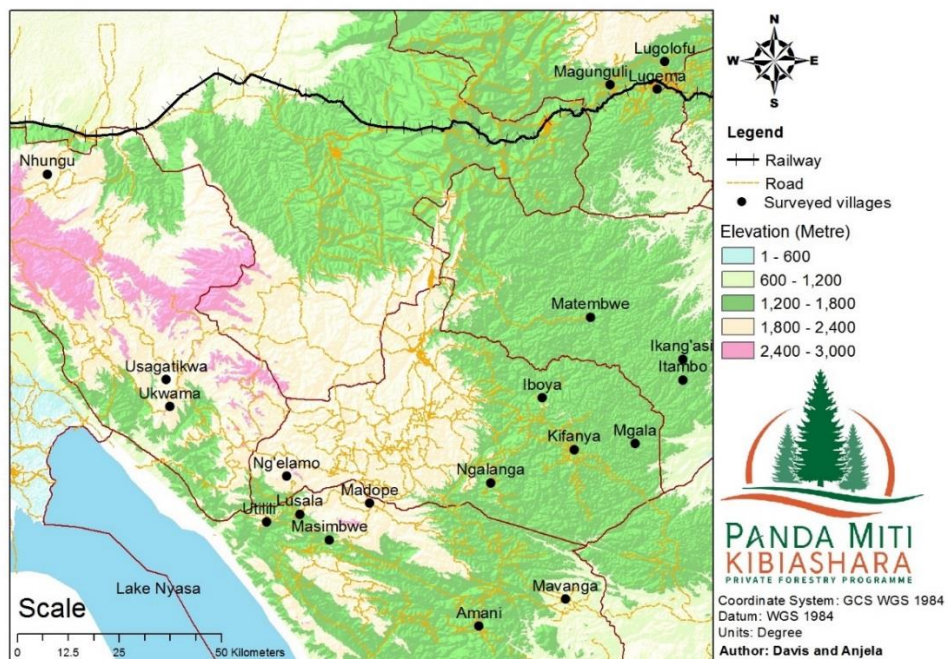 Lugolofu
Magunguli
Lugema
Nhungu
Matembwe
Ikang'asi
Itambo
Usagatikwa
Ukwama
Iboya
Kifanya
Mgala
Ng'elamo
Ngalanga
Utilili
Lusala
Madope
Masimbwe
Mavanga
Amani
Lake Nyasa
Scale
0 12.5 25 50 Kilometers
N
W E
S
Legend
Railway
Road
Surveyed villages
Elevation (Metre)
1 - 600
600 - 1,200
1,200 - 1,800
1,800 - 2,400
2,400 - 3,000
PANDA MITI
KIBIASHARA
PRIVATE FORESTRY PROGRAMME
Coordinate System: GCS WGS 1984
Datum: WGS 1984
Units: Degree
Author: Davis and Anjela